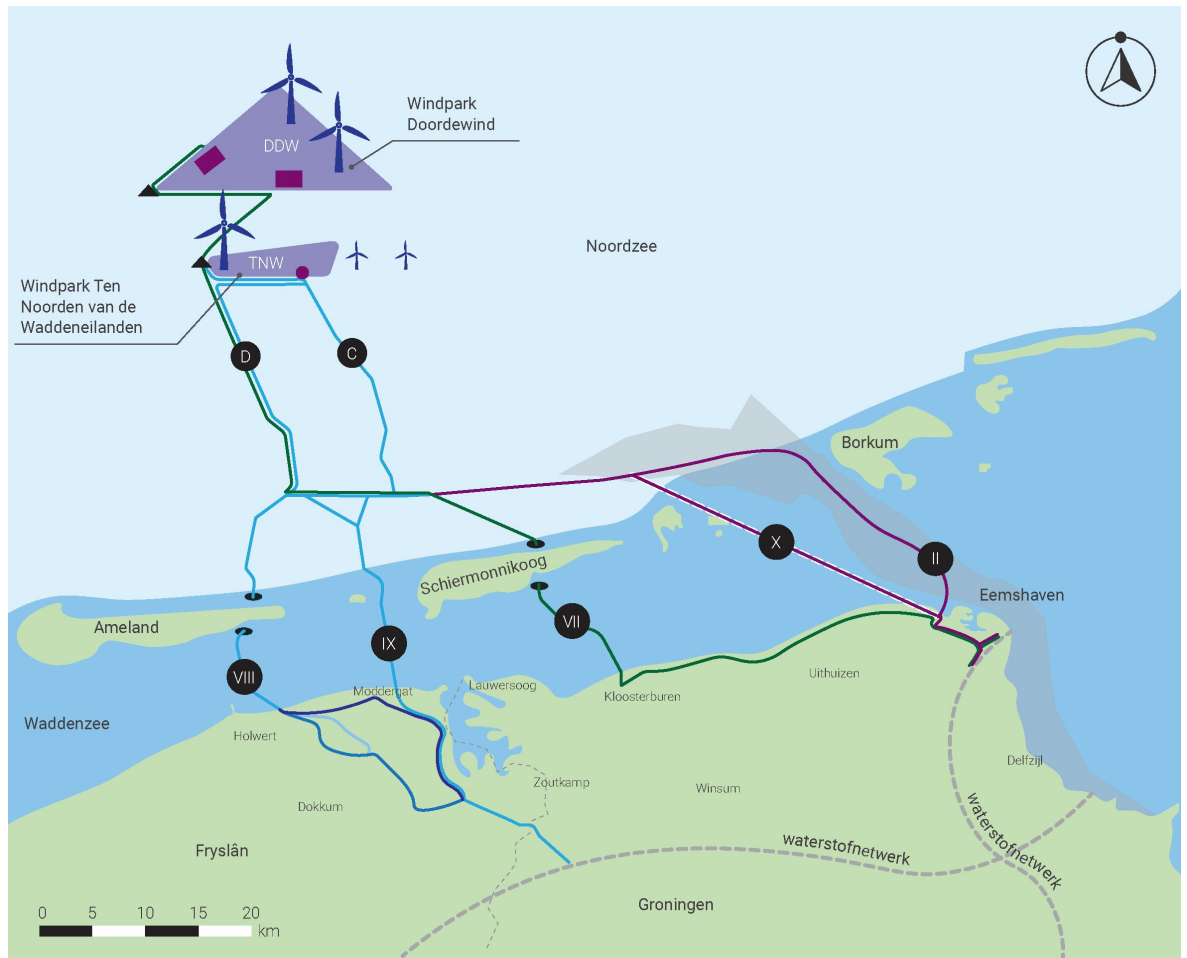 Windpark
Doordewind
DDW
Noordzee
TNW
Windpark Ten
Noorden van de
Waddeneilanden
D
C
Borkum
X
II
Schiermonnikoog
Eemshaven
Ameland
VII
IX
VIII
Uithuizen
Lauwersoog
Moddergat
Kloosterburen
Waddenzee
Holwert
Delfzijl
Zoutkamp
Winsum
Dokkum
waterstofnetwerk
waterstofnetwerk
Fryslân
Groningen
0 5 10 15 20
km